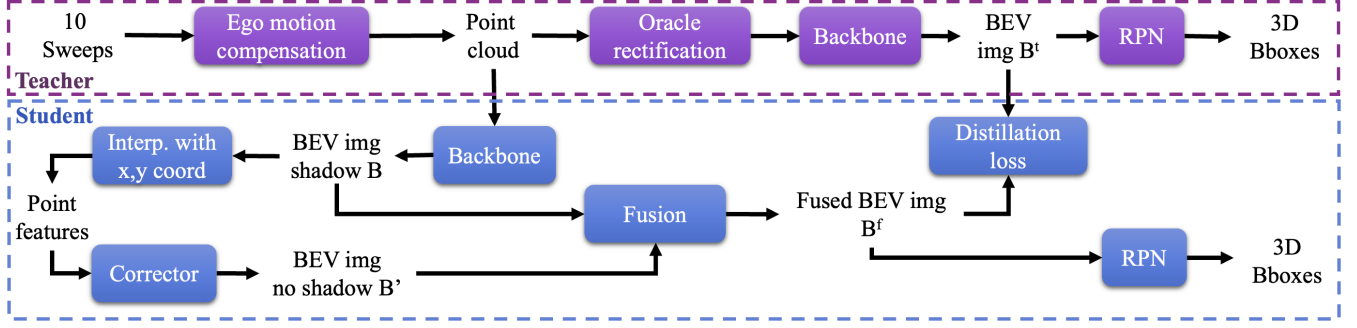 10
Sweeps
Ego motion
compensation
Point
cloud
Oracle
rectification
Backbone
BEV
img Bᵗ
RPN
3D
Bboxes
Teacher
Student
Interp. with
x,y coord
BEV img
shadow B
Backbone
Distillation
loss
Point
features
Fusion
Fused BEV img
Bᶠ
Corrector
BEV img
no shadow B’
RPN
3D
Bboxes